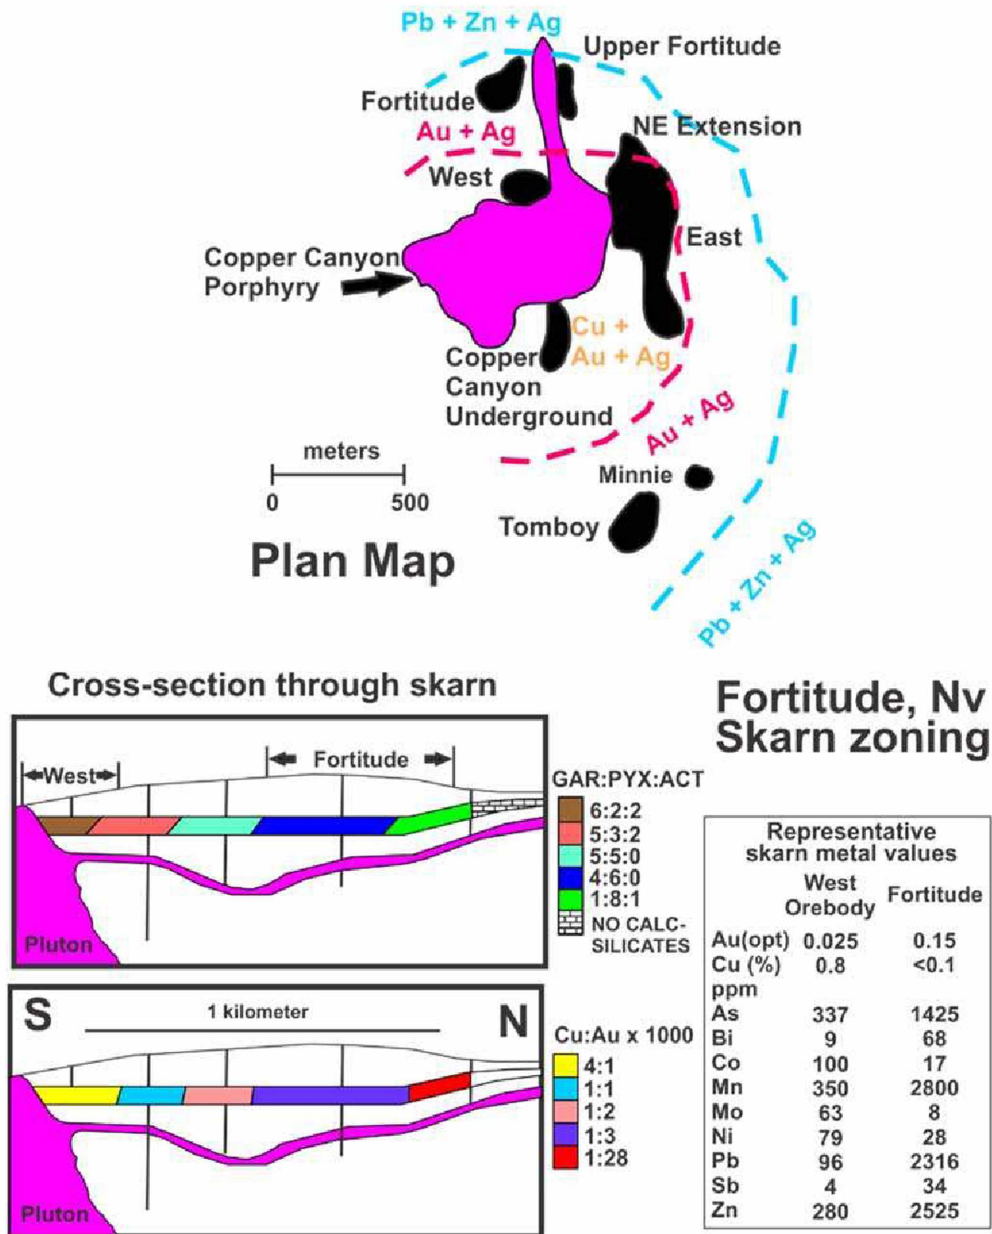 Pb + Zn + Ag
Upper Fortitude
Fortitude
Au + Ag
NE Extension
West
East
Copper Canyon
Porphyry
Cu +
Au + Ag
Copper
Canyon
Underground
Au + Ag
meters
0 500
Minnie
Tomboy
Plan Map
Pb + Zn + Ag
Cross-section through skarn
Fortitude, Nv
Skarn zoning
West
Fortitude
Pluton
GAR:PYX:ACT
6:2:2
5:3:2
5:5:0
4:6:0
1:8:1
NO CALC-
SILICATES
S N
1 kilometer
Pluton
Cu:Au x 1000
4:1
1:1
1:2
1:3
1:28
Representative
skarn metal values
West
Orebody Fortitude
Au(opt) 0.025 0.15
Cu (%) 0.8 <0.1
ppm
As 337 1425
Bi 9 68
Co 100 17
Mn 350 2800
Mo 63 8
Ni 79 28
Pb 96 2316
Sb 4 34
Zn 280 2525